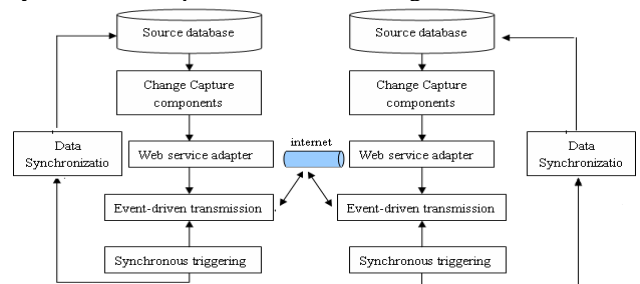 Source database
Change Capture
components
Data
Synchronizatio
Web service adapter
Event-driven transmission
Synchronous triggering
internet
Source database
Change Capture
components
Web service adapter
Data
Synchronizatio
Event-driven transmission
Synchronous triggering